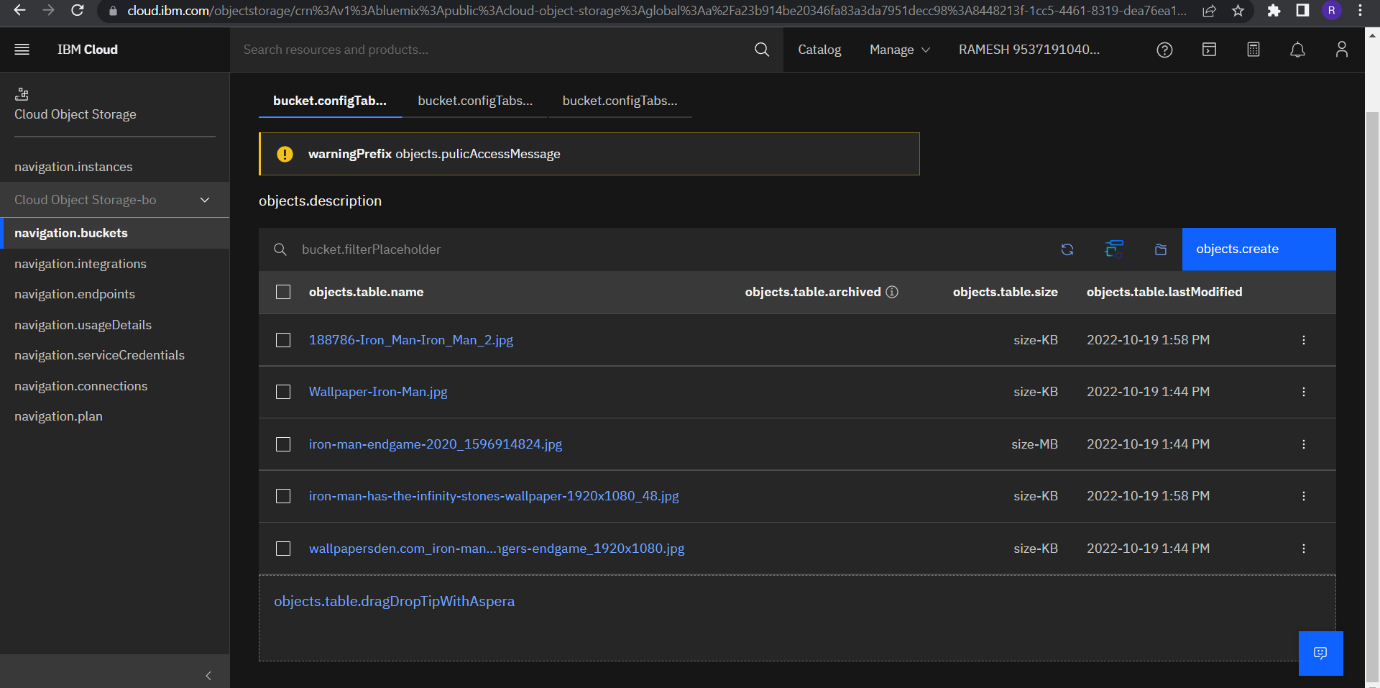 cloud.ibm.com/objectstorage/crn%3Av1%3Abluemix%3Apublic%3Acloud-object-storage%3Aglobal%3Aa%2Fa23b914be20346fa83a3da7951decc98%3A8448213f-1cc5-4461-8319-dea76ea1...
R
IBM Cloud
Search resources and products...
Catalog
Manage
RAMESH 9537191040...
Cloud Object Storage
navigation.instances
Cloud Object Storage-bo
navigation.buckets
navigation.integrations
navigation.endpoints
navigation.usageDetails
navigation.serviceCredentials
navigation.connections
navigation.plan
bucket.configTab... bucket.configTabs... bucket.configTabs...
warningPrefix objects.pulicAccessMessage
objects.description
bucket.filterPlaceholder
objects.create
objects.table.name objects.table.archived objects.table.size objects.table.lastModified
188786-Iron_Man-Iron_Man_2.jpg size-KB 2022-10-19 1:58 PM
Wallpaper-Iron-Man.jpg size-KB 2022-10-19 1:44 PM
iron-man-endgame-2020_1596914824.jpg size-MB 2022-10-19 1:44 PM
iron-man-has-the-infinity-stones-wallpaper-1920x1080_48.jpg size-KB 2022-10-19 1:58 PM
wallpapersden.com_iron-man...ngers-endgame_1920x1080.jpg size-KB 2022-10-19 1:44 PM
objects.table.dragDropTipWithAspera